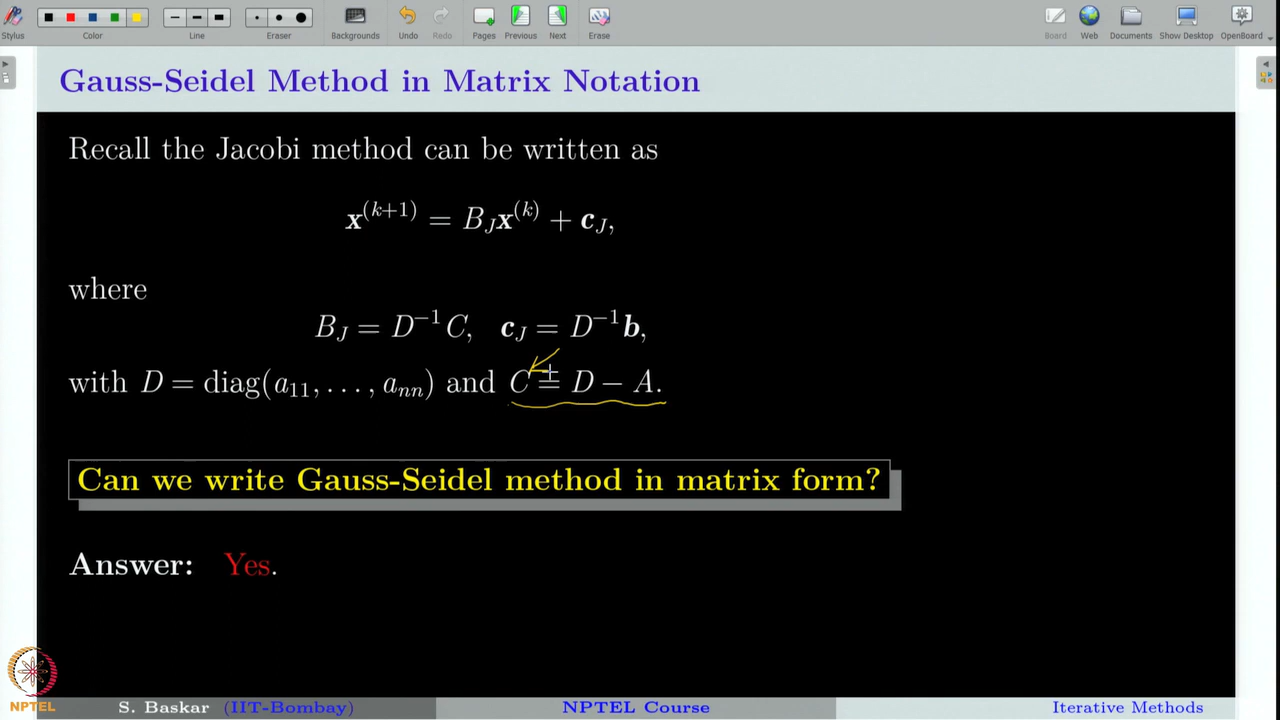 Stylus Color Line Eraser Backgrounds Undo Redo Pages Previous Next Erase Board Web Documents Show Desktop OpenBoard
Gauss-Seidel Method in Matrix Notation
Recall the Jacobi method can be written as
x^(k+1) = B_J x^(k) + c_J,
where
B_J = D^−1 C, c_J = D^−1 b,
with D = diag(a_11, . . . , a_nn) and C = D − A.
Can we write Gauss-Seidel method in matrix form?
Answer: Yes.
NPTEL
S. Baskar (IIT-Bombay) NPTEL Course Iterative Methods